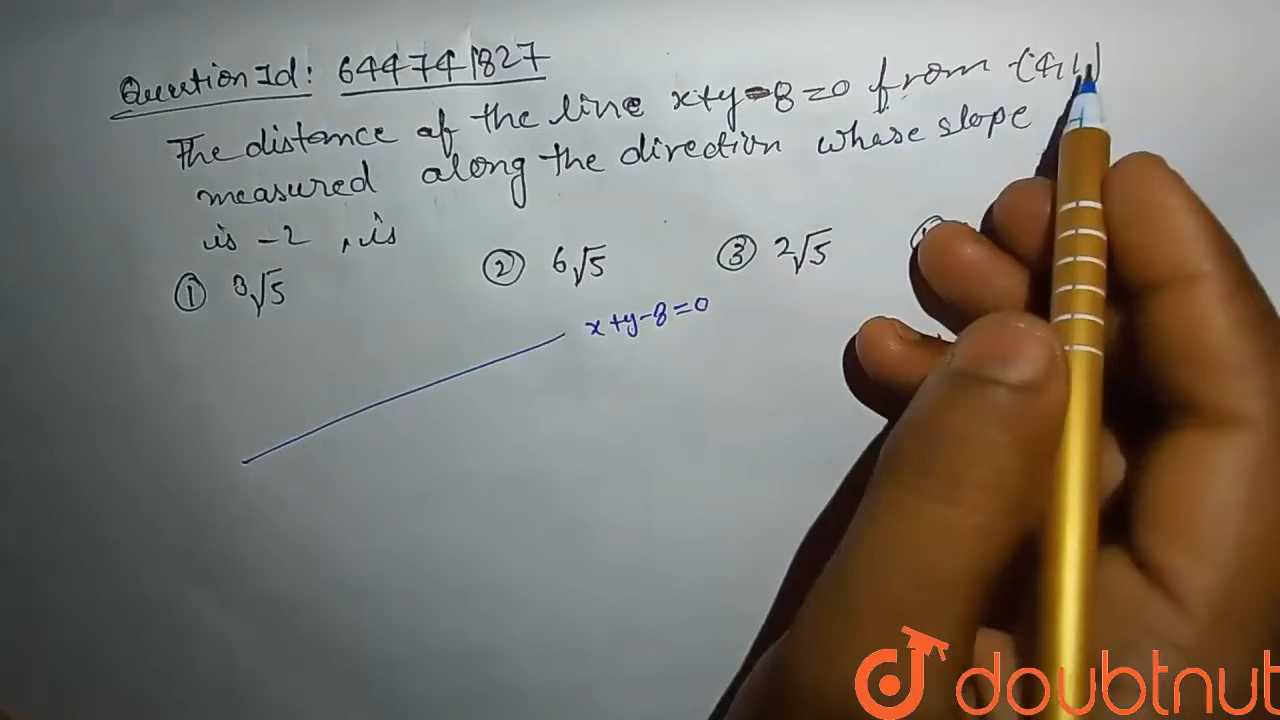 Question Id: 644741827
The distance of the line x+y-8=0 from (4,1)
measured along the direction whose slope
is -2, is
① 3√5 ② 6√5 ③ 2√5
x+y-8=0
doubtnut